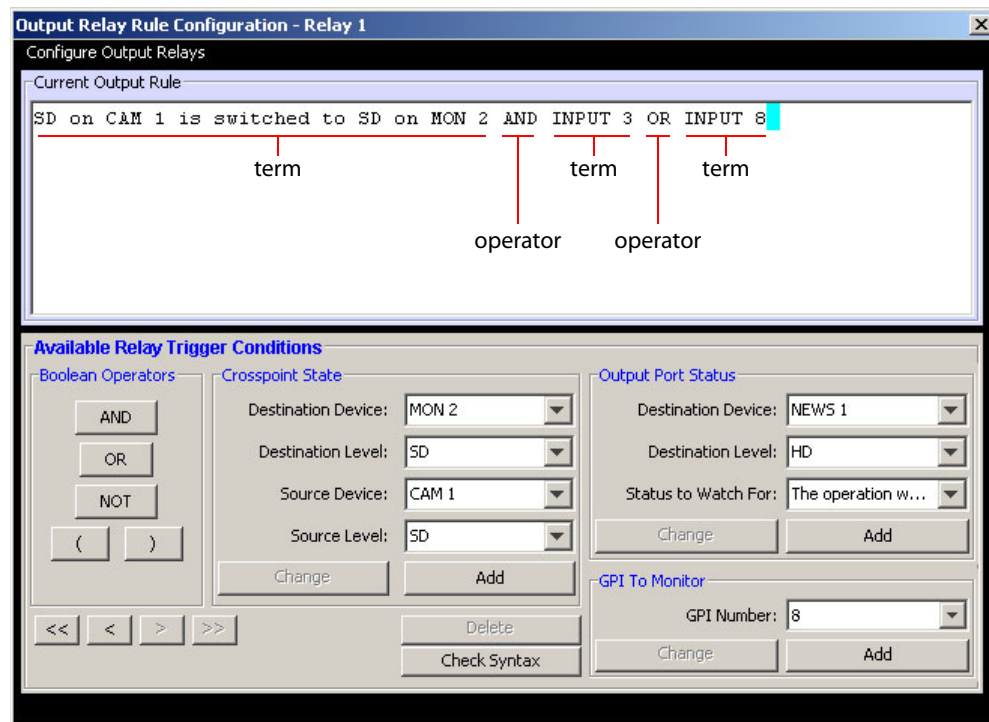 Output Relay Rule Configuration - Relay 1
Configure Output Relays
Current Output Rule
SD on CAM 1 is switched to SD on MON 2 AND INPUT 3 OR INPUT 8
term term term
operator operator
Available Relay Trigger Conditions
Boolean Operators
AND
OR
NOT
( )
Crosspoint State
Destination Device: MON 2
Destination Level: SD
Source Device: CAM 1
Source Level: SD
Change Add
Output Port Status
Destination Device: NEWS 1
Destination Level: HD
Status to Watch For: The operation w...
Change Add
GPI To Monitor
GPI Number: 8
Change Add
<< < > >>
Delete
Check Syntax